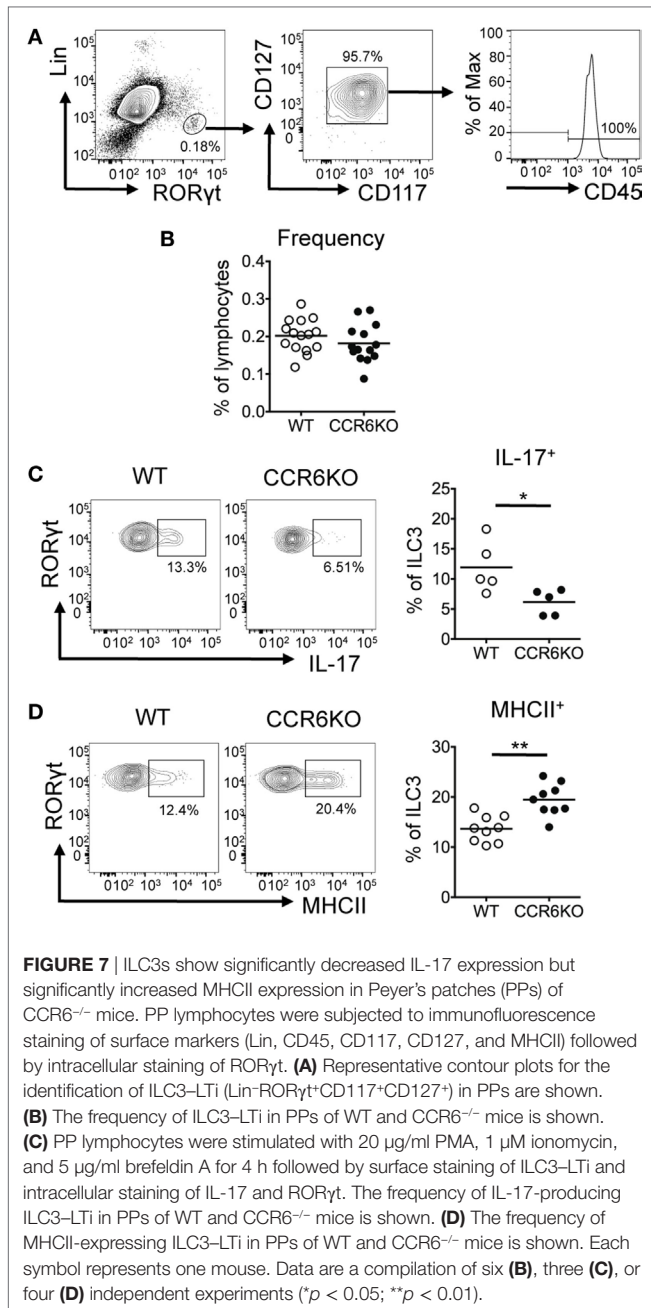 A
Lin
10⁵
10⁴
10³
10²
0.18%
0 10² 10³ 10⁴ 10⁵
RORγt
CD127
95.7%
10⁵
10⁴
10³
10²
0
0 10² 10³ 10⁴ 10⁵
CD117
% of Max
100
80
60
40
20
0
100%
0 10² 10³ 10⁴ 10⁵
CD45
B
Frequency
% of lymphocytes
0.4
0.3
0.2
0.1
0.0
WT CCR6KO
C
WT
CCR6KO
RORγt
10⁵
10⁴
10³
10²
0
13.3%
0 10² 10³ 10⁴ 10⁵
10⁵
10⁴
10³
10²
0
6.51%
0 10² 10³ 10⁴ 10⁵
IL-17
IL-17⁺
% of ILC3
25
20
15
10
5
0
*
WT CCR6KO
D
WT
CCR6KO
RORγt
10⁵
10⁴
10³
10²
0
12.4%
0 10² 10³ 10⁴ 10⁵
10⁵
10⁴
10³
10²
0
20.4%
0 10² 10³ 10⁴ 10⁵
MHCII
MHCII⁺
% of ILC3
30
20
10
0
**
WT CCR6KO
FIGURE 7 | ILC3s show significantly decreased IL-17 expression but
significantly increased MHCII expression in Peyer's patches (PPs) of
CCR6⁻/⁻ mice. PP lymphocytes were subjected to immunofluorescence
staining of surface markers (Lin, CD45, CD117, CD127, and MHCII) followed
by intracellular staining of RORγt. (A) Representative contour plots for the
identification of ILC3–LTi (Lin⁻RORγt⁺CD117⁺CD127⁺) in PPs are shown.
(B) The frequency of ILC3–LTi in PPs of WT and CCR6⁻/⁻ mice is shown.
(C) PP lymphocytes were stimulated with 20 µg/ml PMA, 1 µM ionomycin,
and 5 µg/ml brefeldin A for 4 h followed by surface staining of ILC3–LTi and
intracellular staining of IL-17 and RORγt. The frequency of IL-17-producing
ILC3–LTi in PPs of WT and CCR6⁻/⁻ mice is shown. (D) The frequency of
MHCII-expressing ILC3–LTi in PPs of WT and CCR6⁻/⁻ mice is shown. Each
symbol represents one mouse. Data are a compilation of six (B), three (C), or
four (D) independent experiments (*p < 0.05; **p < 0.01).